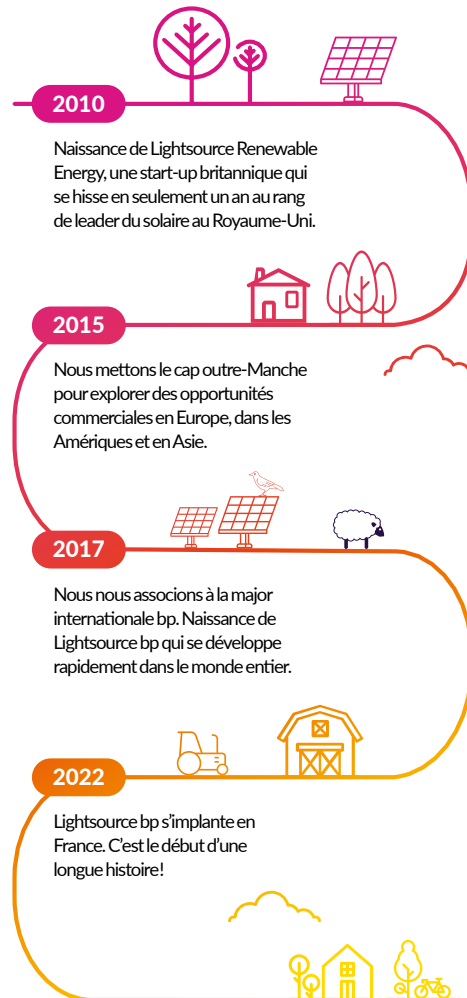 2010
Naissance de Lightsource Renewable
Energy, une start-up britannique qui
se hisse en seulement un an au rang
de leader du solaire au Royaume-Uni.
2015
Nous mettons le cap outre-Manche
pour explorer des opportunités
commerciales en Europe, dans les
Amériques et en Asie.
2017
Nous nous associons à la major
internationale bp. Naissance de
Lightsource bp qui se développe
rapidement dans le monde entier.
2022
Lightsource bp s’implante en
France. C’est le début d’une
longue histoire!